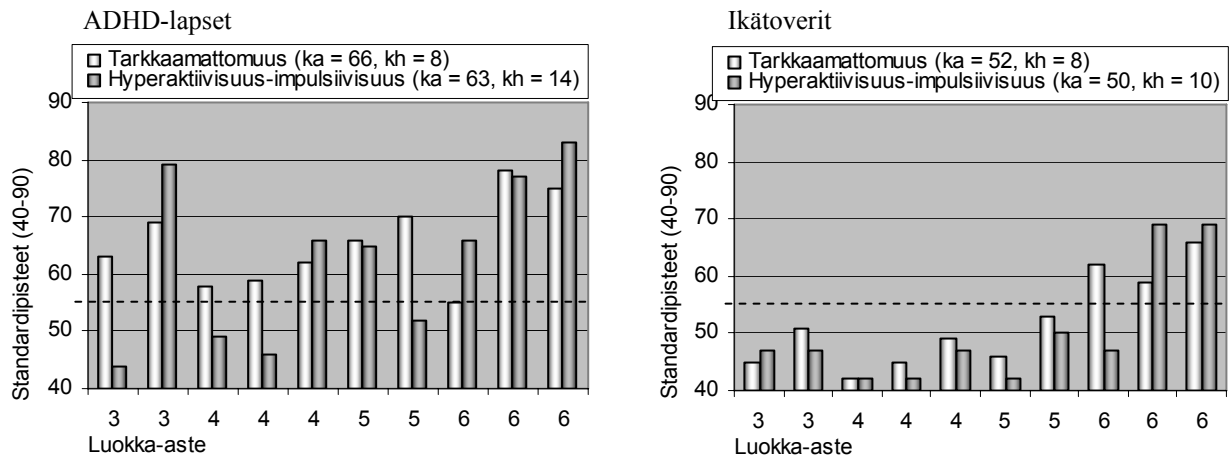 ADHD-lapset
Tarkkaamattomuus (ka = 66, kh = 8)
Hyperaktiivisuus-impulsiivisuus (ka = 63, kh = 14)
Standardipisteet (40-90)
90
80
70
60
50
40
3 3 4 4 4 5 5 6 6 6
Luokka-aste
Ikätoverit
Tarkkaamattomuus (ka = 52, kh = 8)
Hyperaktiivisuus-impulsiivisuus (ka = 50, kh = 10)
Standardipisteet (40-90)
90
80
70
60
50
40
3 3 4 4 4 5 5 6 6 6
Luokka-aste